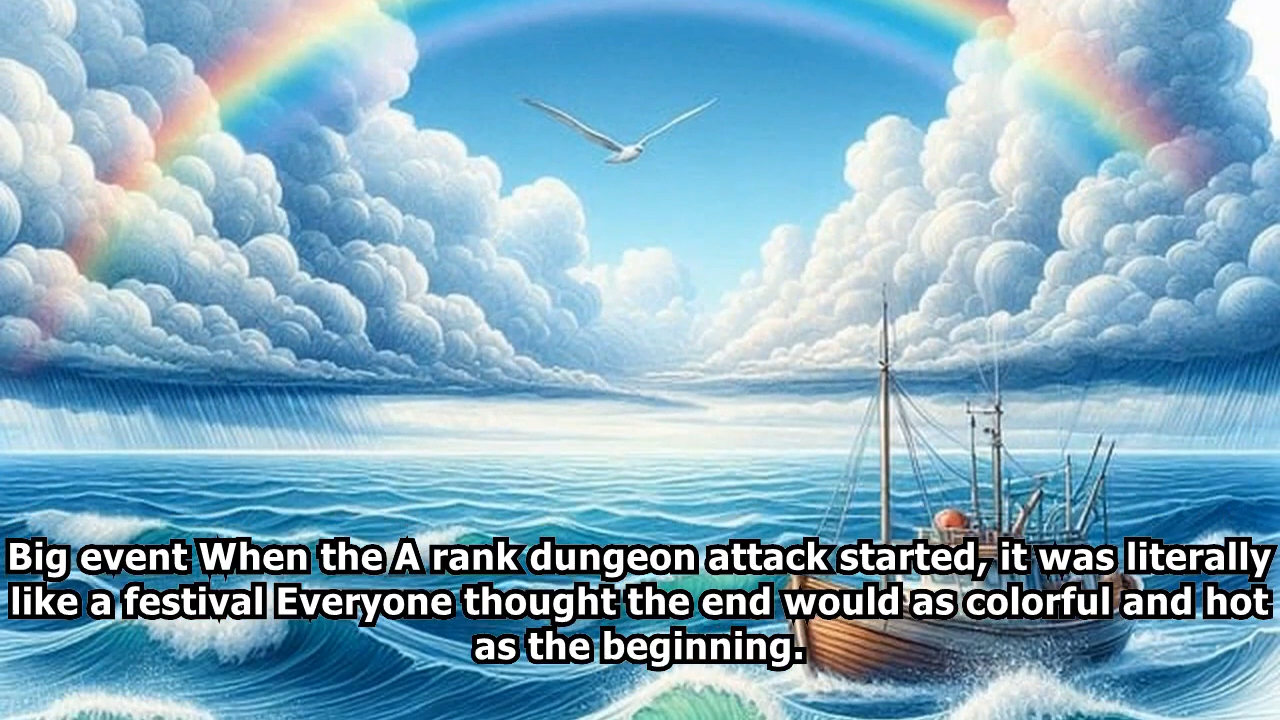 Big event When the A rank dungeon attack started, it was literally
like a festival Everyone thought the end would as colorful and hot
as the beginning.